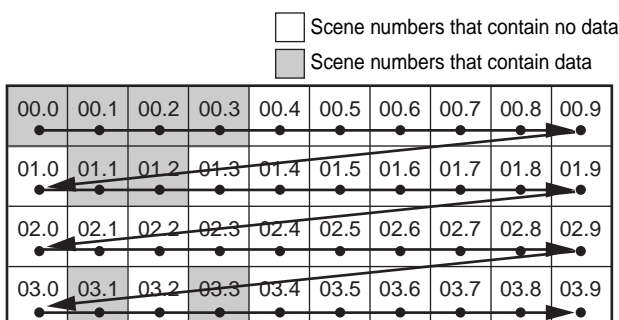 Scene numbers that contain no data
Scene numbers that contain data
00.0 00.1 00.2 00.3 00.4 00.5 00.6 00.7 00.8 00.9
01.0 01.1 01.2 01.3 01.4 01.5 01.6 01.7 01.8 01.9
02.0 02.1 02.2 02.3 02.4 02.5 02.6 02.7 02.8 02.9
03.0 03.1 03.2 03.3 03.4 03.5 03.6 03.7 03.8 03.9